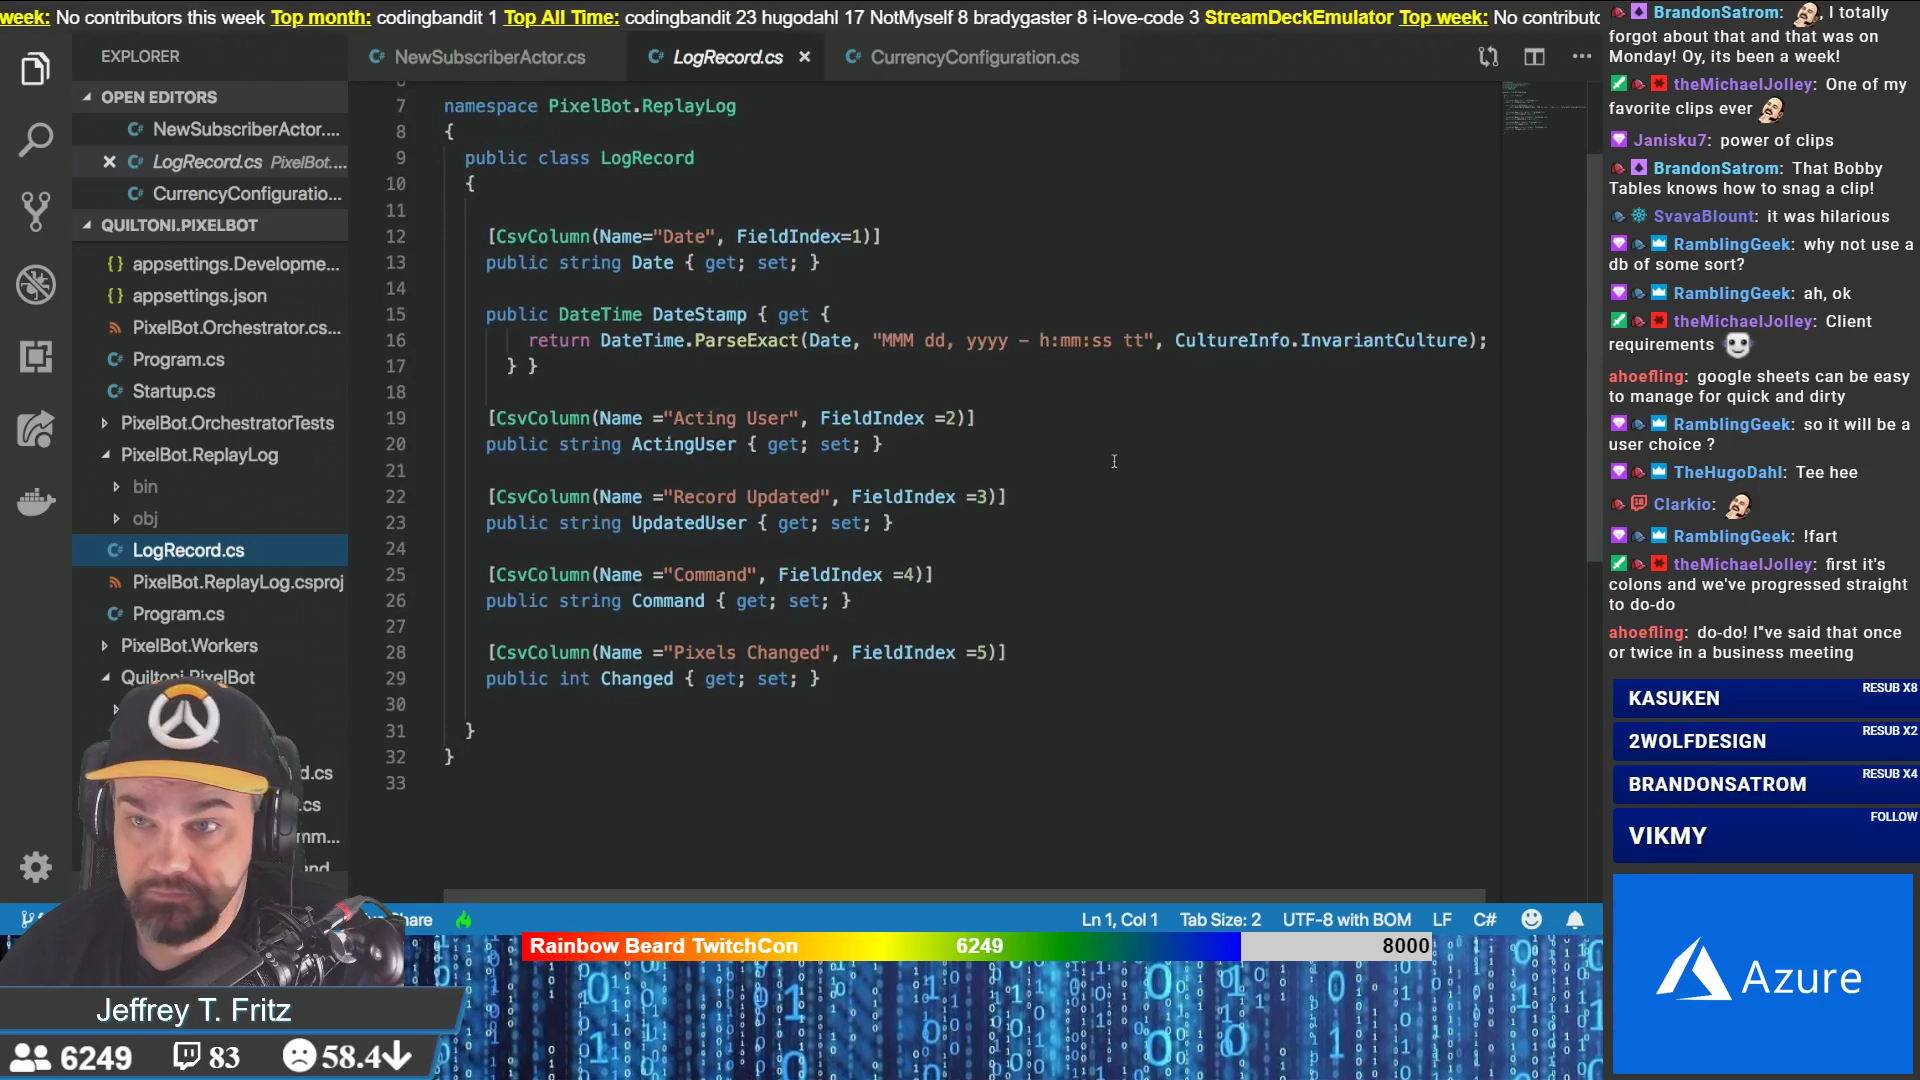 week: No contributors this week Top month: codingbandit 1 Top All Time: codingbandit 23 hugodahl 17 NotMyself 8 bradygaster 8 i-love-code 3 StreamDeckEmulator Top week: No contributo
EXPLORER
OPEN EDITORS
NewSubscriberActor....
LogRecord.cs PixelBot....
CurrencyConfiguratio...
QUILTONI.PIXELBOT
{} appsettings.Developme...
{} appsettings.json
PixelBot.Orchestrator.cs...
Program.cs
Startup.cs
PixelBot.OrchestratorTests
PixelBot.ReplayLog
bin
obj
LogRecord.cs
PixelBot.ReplayLog.csproj
Program.cs
PixelBot.Workers
Quiltoni.PixelBot
d.cs
.cs
mm...
and
NewSubscriberActor.cs
LogRecord.cs
CurrencyConfiguration.cs
7 namespace PixelBot.ReplayLog
8 {
9 public class LogRecord
10 {
11
12 [CsvColumn(Name="Date", FieldIndex=1)]
13 public string Date { get; set; }
14
15 public DateTime DateStamp { get {
16 return DateTime.ParseExact(Date, "MMM dd, yyyy - h:mm:ss tt", CultureInfo.InvariantCulture);
17 } }
18
19 [CsvColumn(Name ="Acting User", FieldIndex =2)]
20 public string ActingUser { get; set; }
21
22 [CsvColumn(Name ="Record Updated", FieldIndex =3)]
23 public string UpdatedUser { get; set; }
24
25 [CsvColumn(Name ="Command", FieldIndex =4)]
26 public string Command { get; set; }
27
28 [CsvColumn(Name ="Pixels Changed", FieldIndex =5)]
29 public int Changed { get; set; }
30
31 }
32 }
33
Share
Ln 1, Col 1 Tab Size: 2 UTF-8 with BOM LF C#
Rainbow Beard TwitchCon 6249 8000
Jeffrey T. Fritz
6249 83 58.4
BrandonSatrom: , I totally
forgot about that and that was on
Monday! Oy, its been a week!
theMichaelJolley: One of my
favorite clips ever
Janisku7: power of clips
BrandonSatrom: That Bobby
Tables knows how to snag a clip!
SvavaBlount: it was hilarious
RamblingGeek: why not use a
db of some sort?
RamblingGeek: ah, ok
theMichaelJolley: Client
requirements
ahoefling: google sheets can be easy
to manage for quick and dirty
RamblingGeek: so it will be a
user choice ?
TheHugoDahl: Tee hee
Clarkio:
RamblingGeek: !fart
theMichaelJolley: first it's
colons and we've progressed straight
to do-do
ahoefling: do-do! I"ve said that once
or twice in a business meeting
KASUKEN RESUB X8
2WOLFDESIGN RESUB X2
BRANDONSATROM RESUB X4
VIKMY FOLLOW
Azure